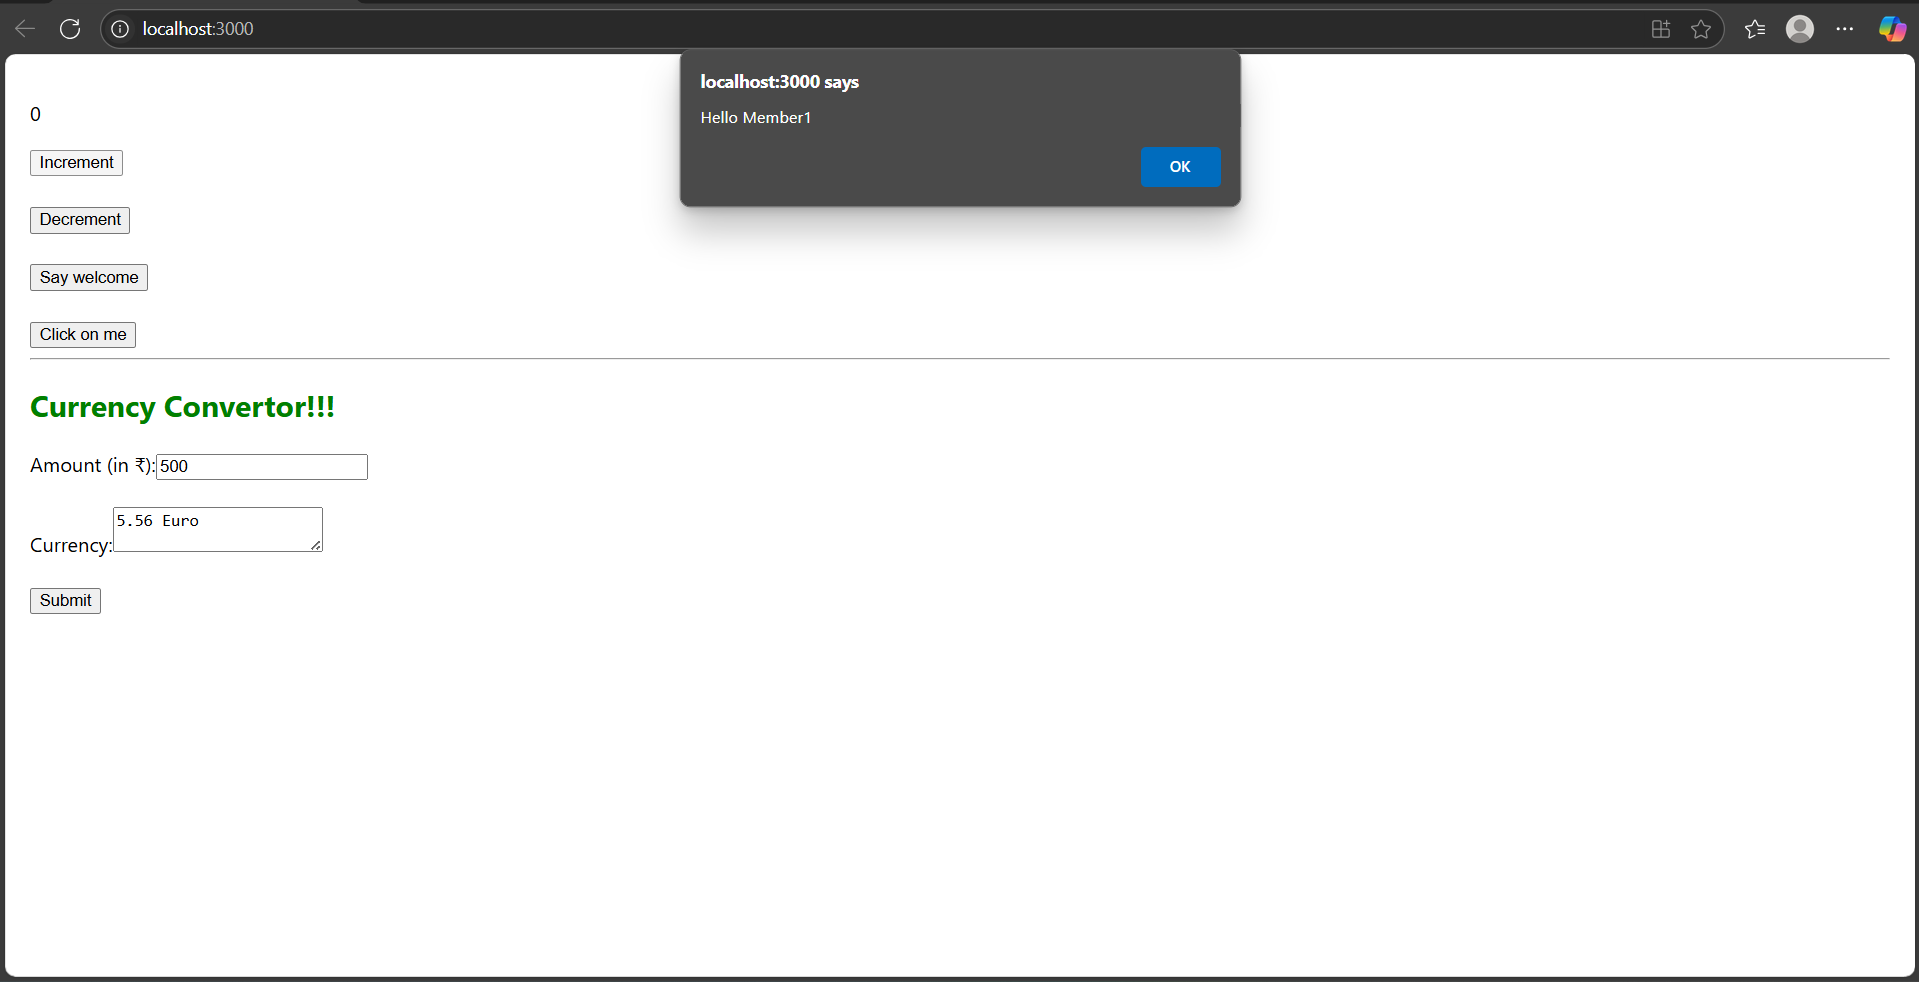 localhost:3000
localhost:3000 says
Hello Member1
OK
0
Increment
Decrement
Say welcome
Click on me
Currency Convertor!!!
Amount (in ₹):500
5.56 Euro
Currency:
Submit